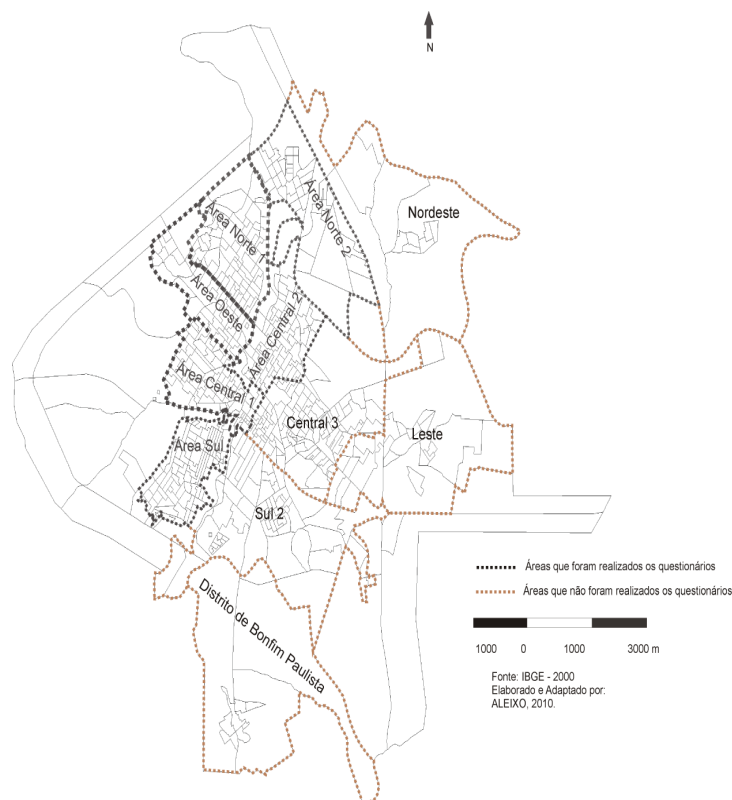 N
Nordeste
Área Norte 2
Área Norte 1
Área Oeste
Área Central 2
Área Central 1
Central 3
Leste
Área Sul
Sul 2
Distrito de Bonfim Paulista
Áreas que foram realizados os questionários
Áreas que não foram realizados os questionários
1000 0 1000 3000 m
Fonte: IBGE - 2000
Elaborado e Adaptado por:
ALEIXO, 2010.